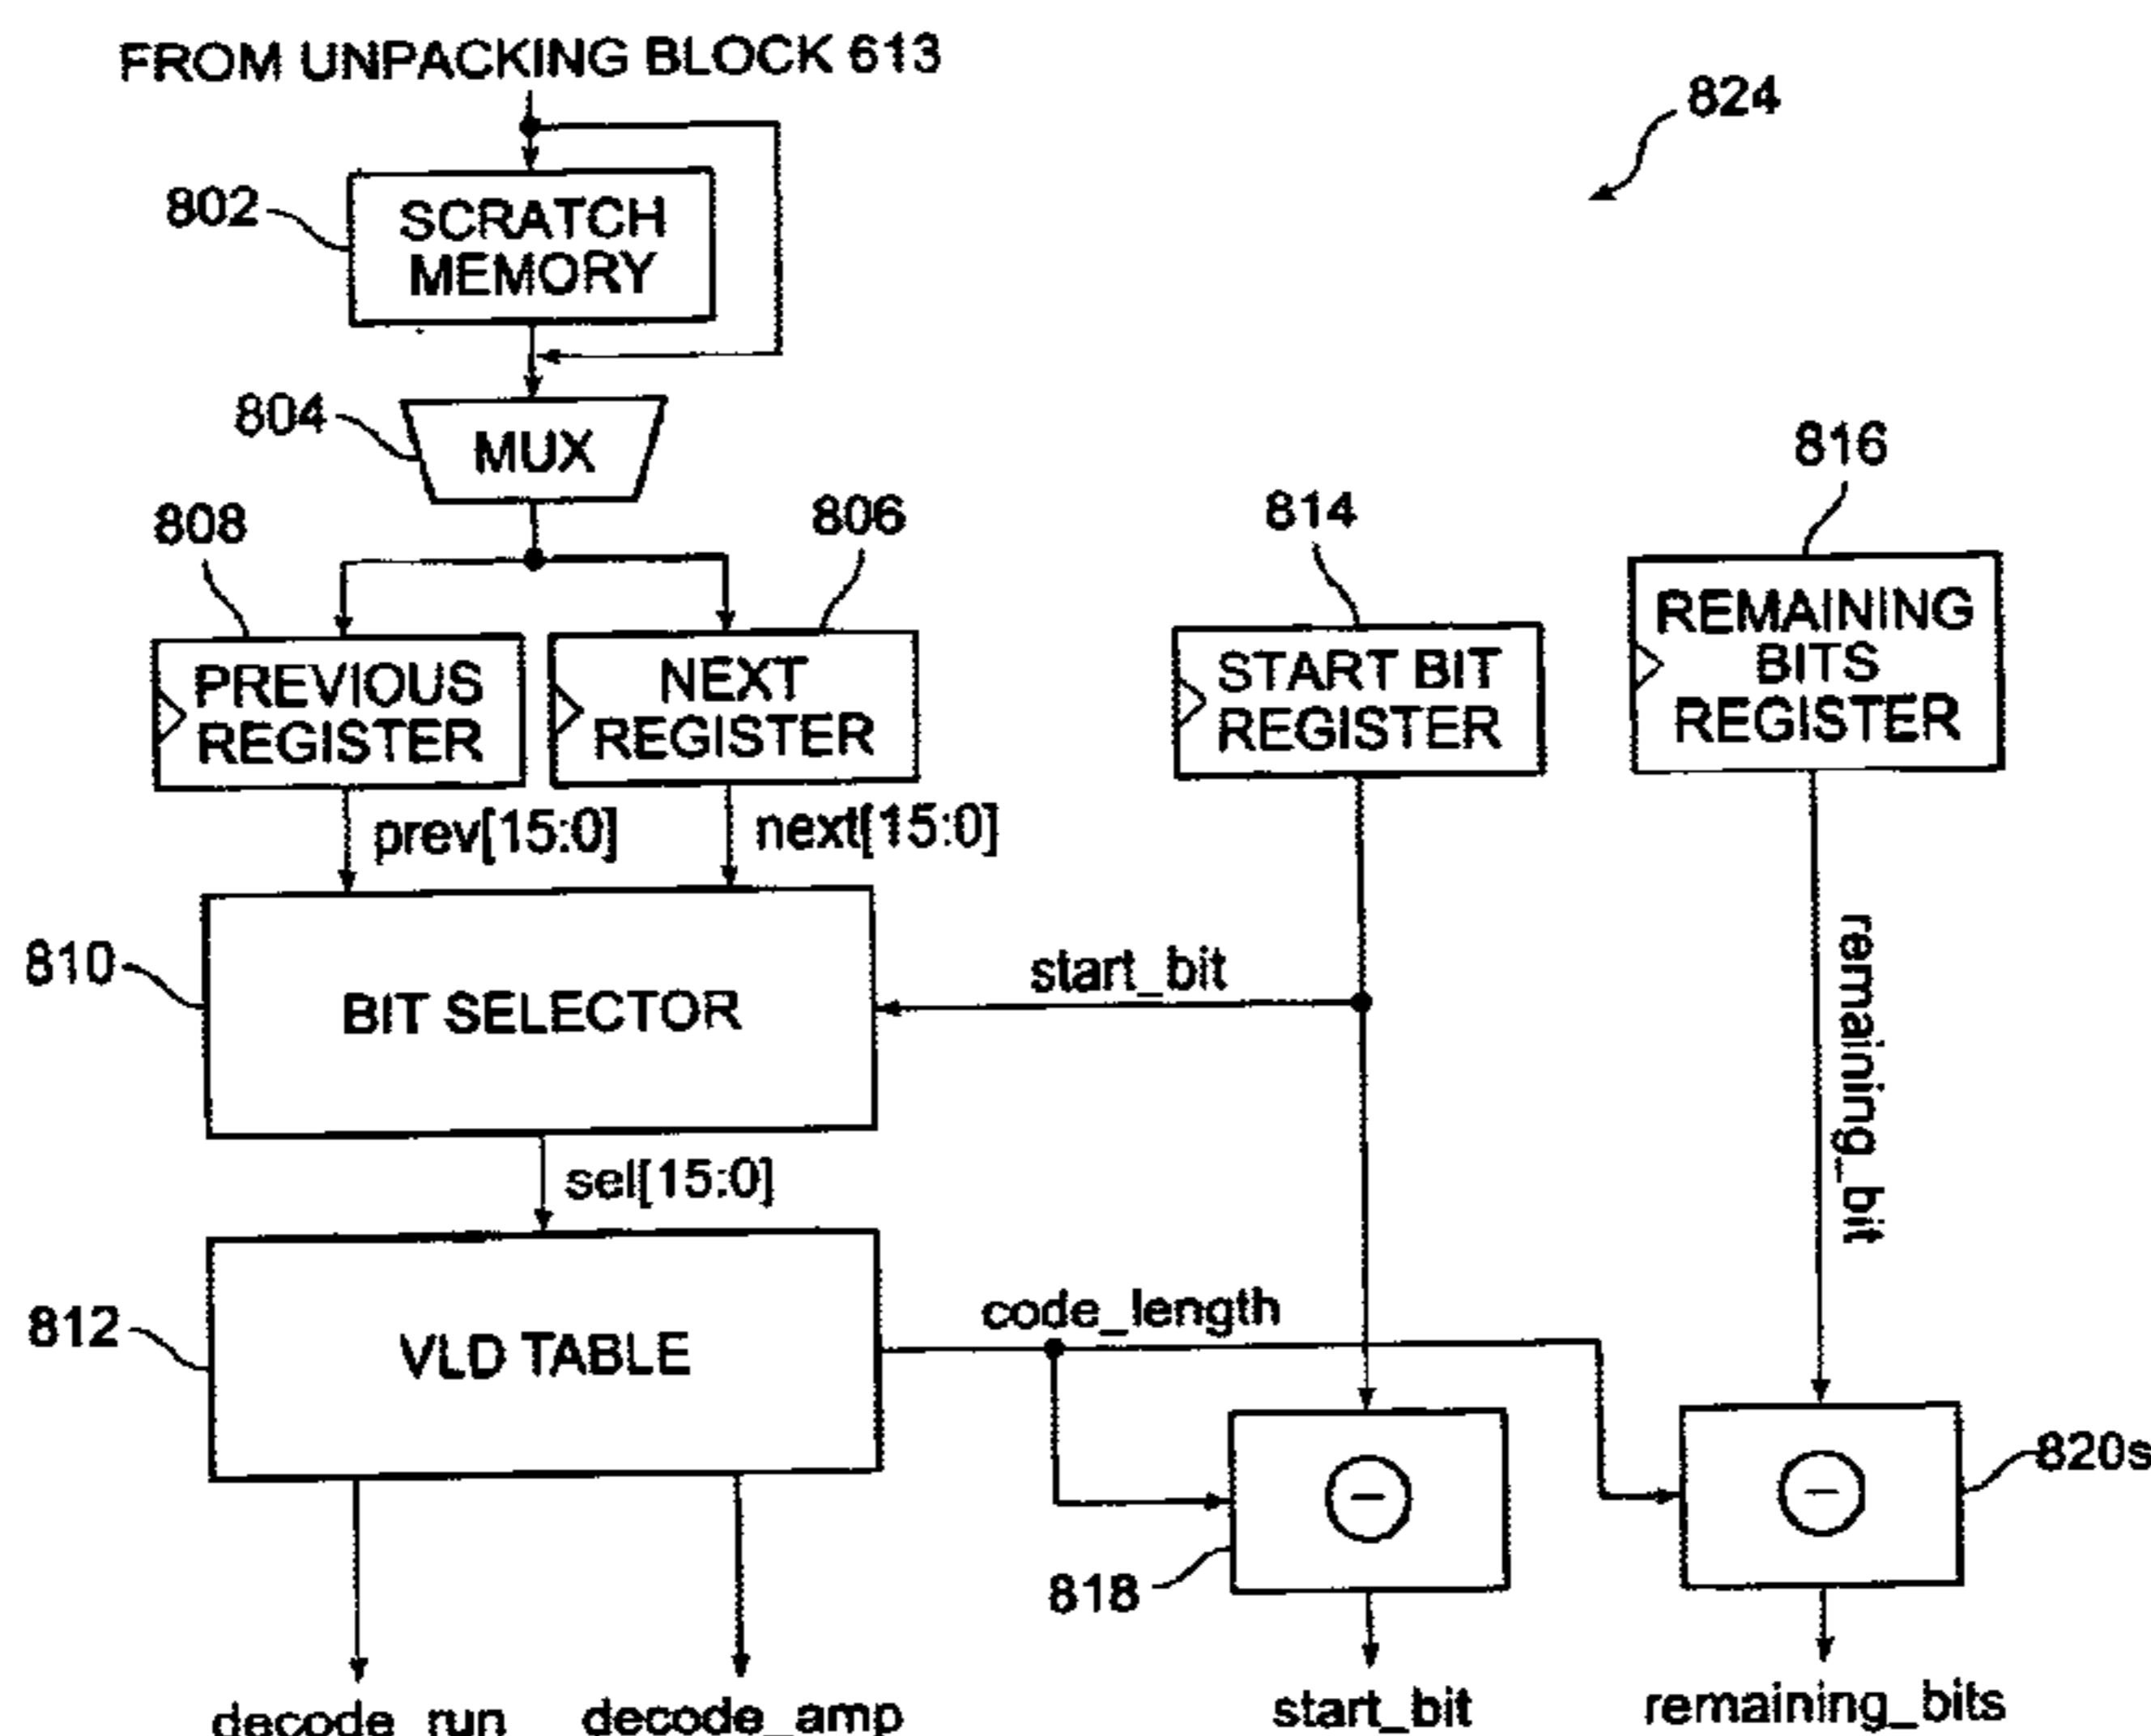 FROM UNPACKING BLOCK 613
824
802
SCRATCH
MEMORY
804
MUX
816
808
806
814
PREVIOUS
REGISTER
NEXT
REGISTER
START BIT
REGISTER
REMAINING
BITS
REGISTER
prev[15:0]
next[15:0]
810
BIT SELECTOR
start_bit
remaining_bit
sel[15:0]
812
VLD TABLE
code_length
818
820s
decode_run
decode_amp
start_bit
remaining_bits